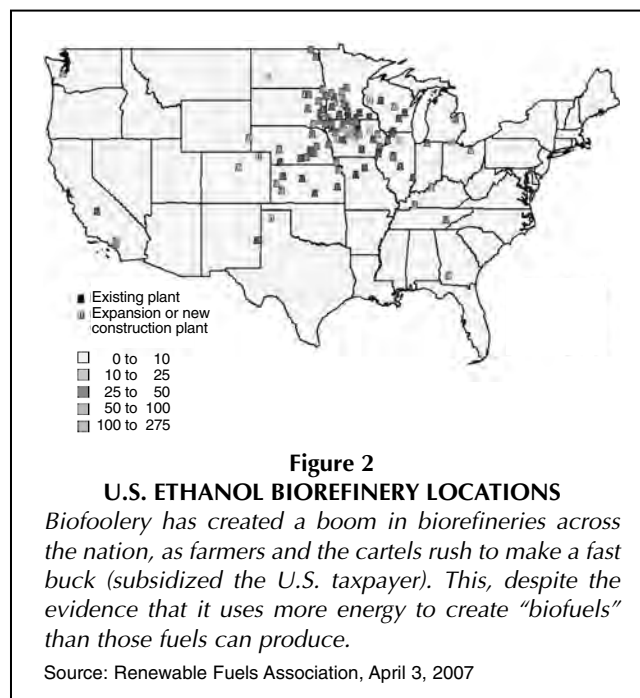 Existing plant
Expansion or new
construction plant
0 to 10
10 to 25
25 to 50
50 to 100
100 to 275
Figure 2
U.S. ETHANOL BIOREFINERY LOCATIONS
Biofoolery has created a boom in biorefineries across
the nation, as farmers and the cartels rush to make a fast
buck (subsidized the U.S. taxpayer). This, despite the
evidence that it uses more energy to create “biofuels”
than those fuels can produce.
Source: Renewable Fuels Association, April 3, 2007